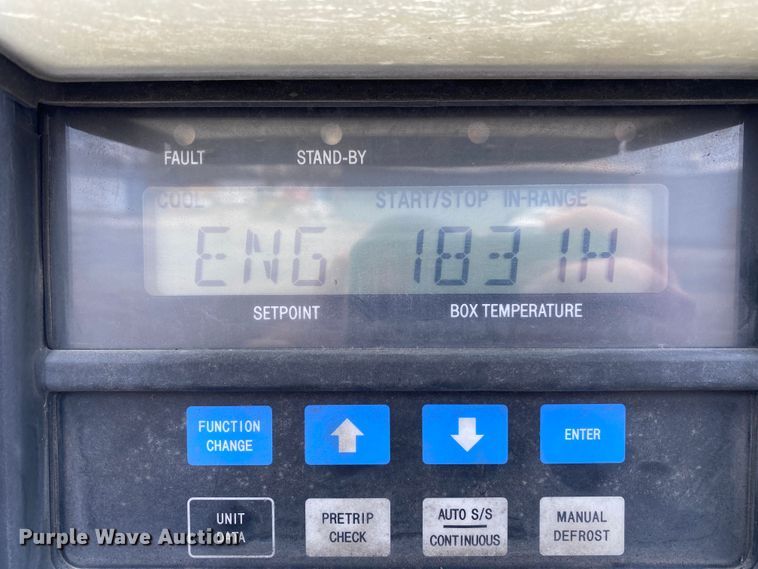 FAULT STAND-BY
COOL START/STOP IN-RANGE
ENG. 1831H
SETPOINT BOX TEMPERATURE
FUNCTION CHANGE
ENTER
UNIT DATA
PRETRIP CHECK
AUTO S/S CONTINUOUS
MANUAL DEFROST
Purple Wave Auction